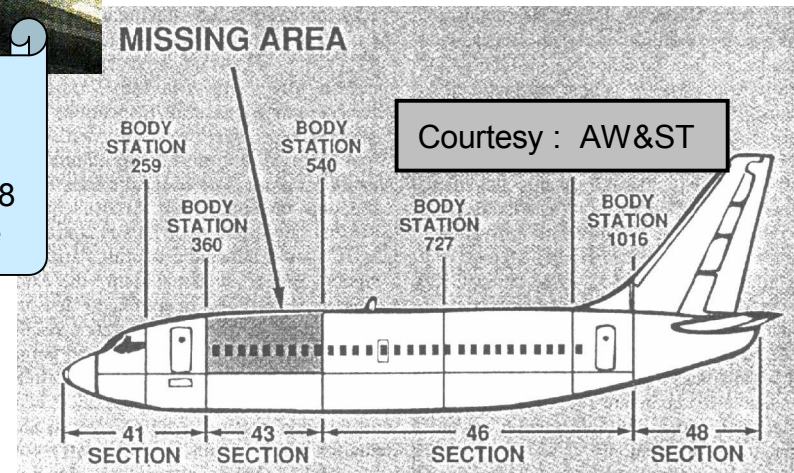 MISSING AREA
8
Courtesy : AW&ST
BODY
STATION
259
BODY
STATION
540
BODY
STATION
360
BODY
STATION
727
BODY
STATION
1016
41
SECTION
43
SECTION
46
SECTION
48
SECTION